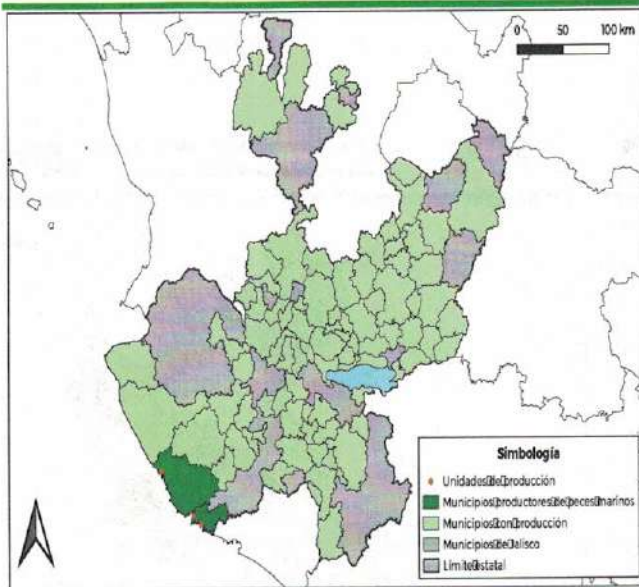 0 50 100 km
Simbología
Unidades de producción
Municipios productores de peces marinos
Municipios con producción
Municipios de Jalisco
Límite estatal